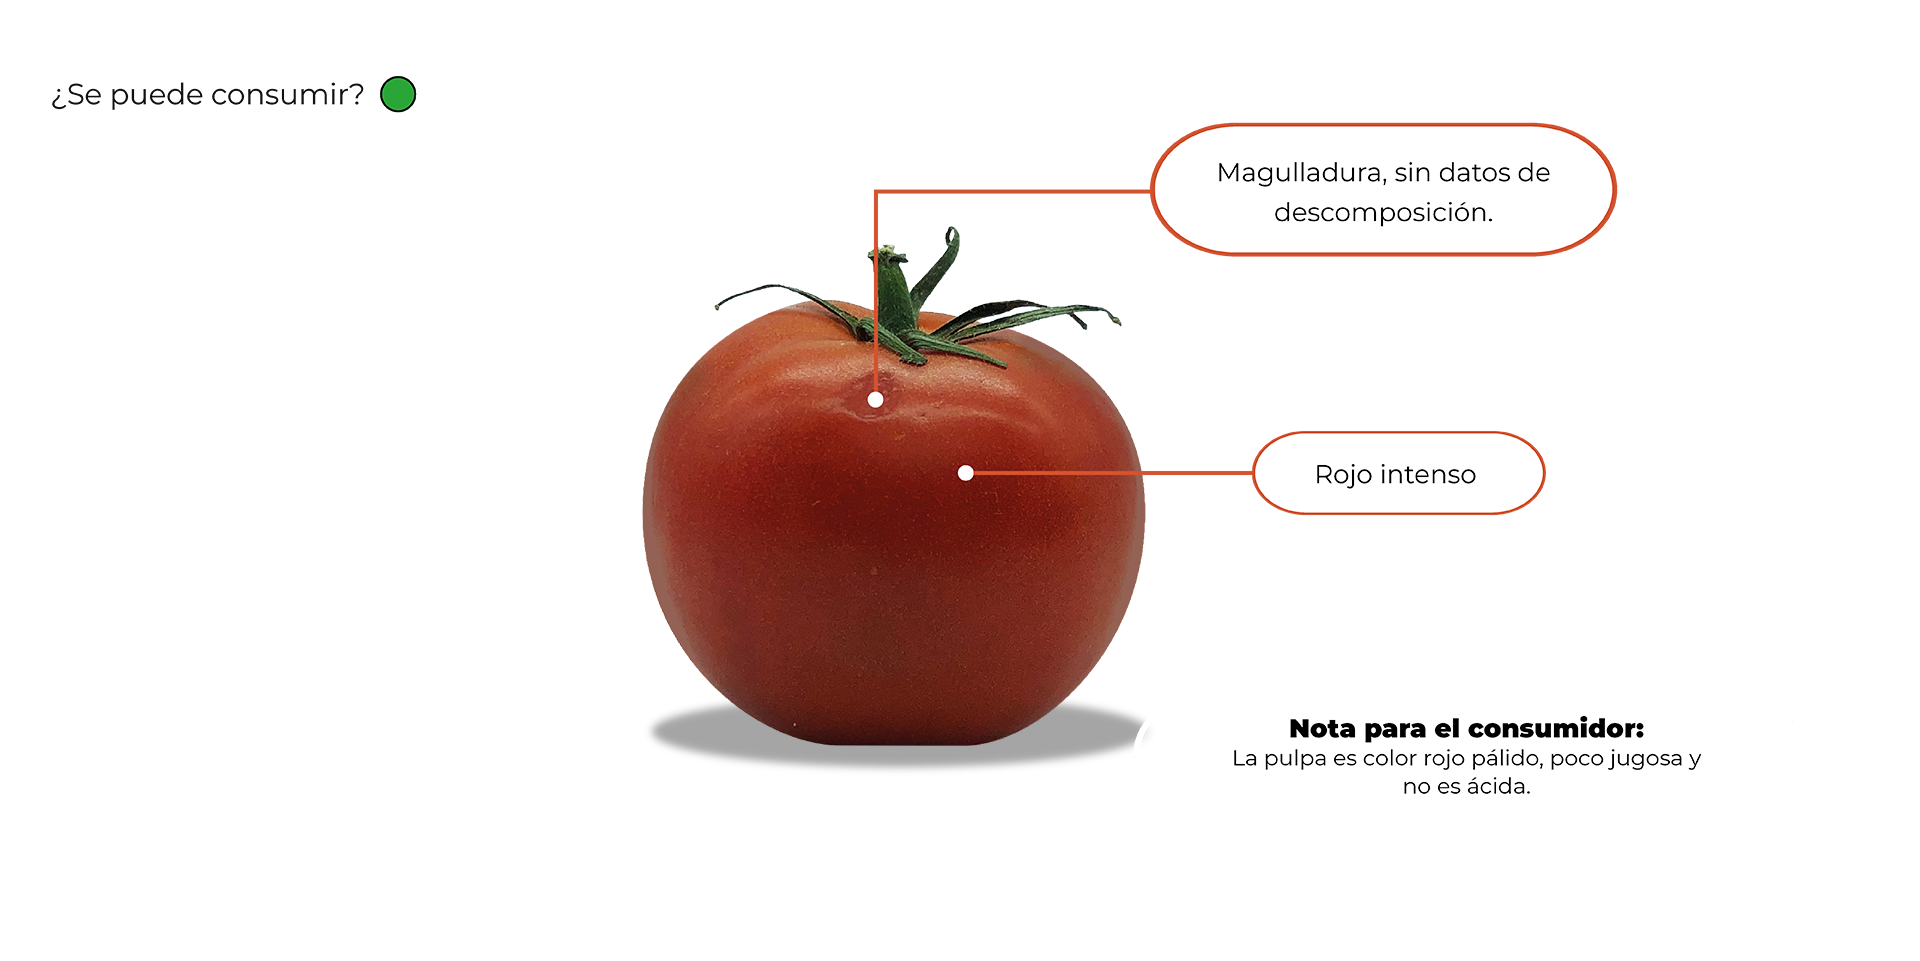 ¿Se puede consumir?
Magulladura, sin datos de
descomposición.
Rojo intenso
Nota para el consumidor:
La pulpa es color rojo pálido, poco jugosa y
no es ácida.